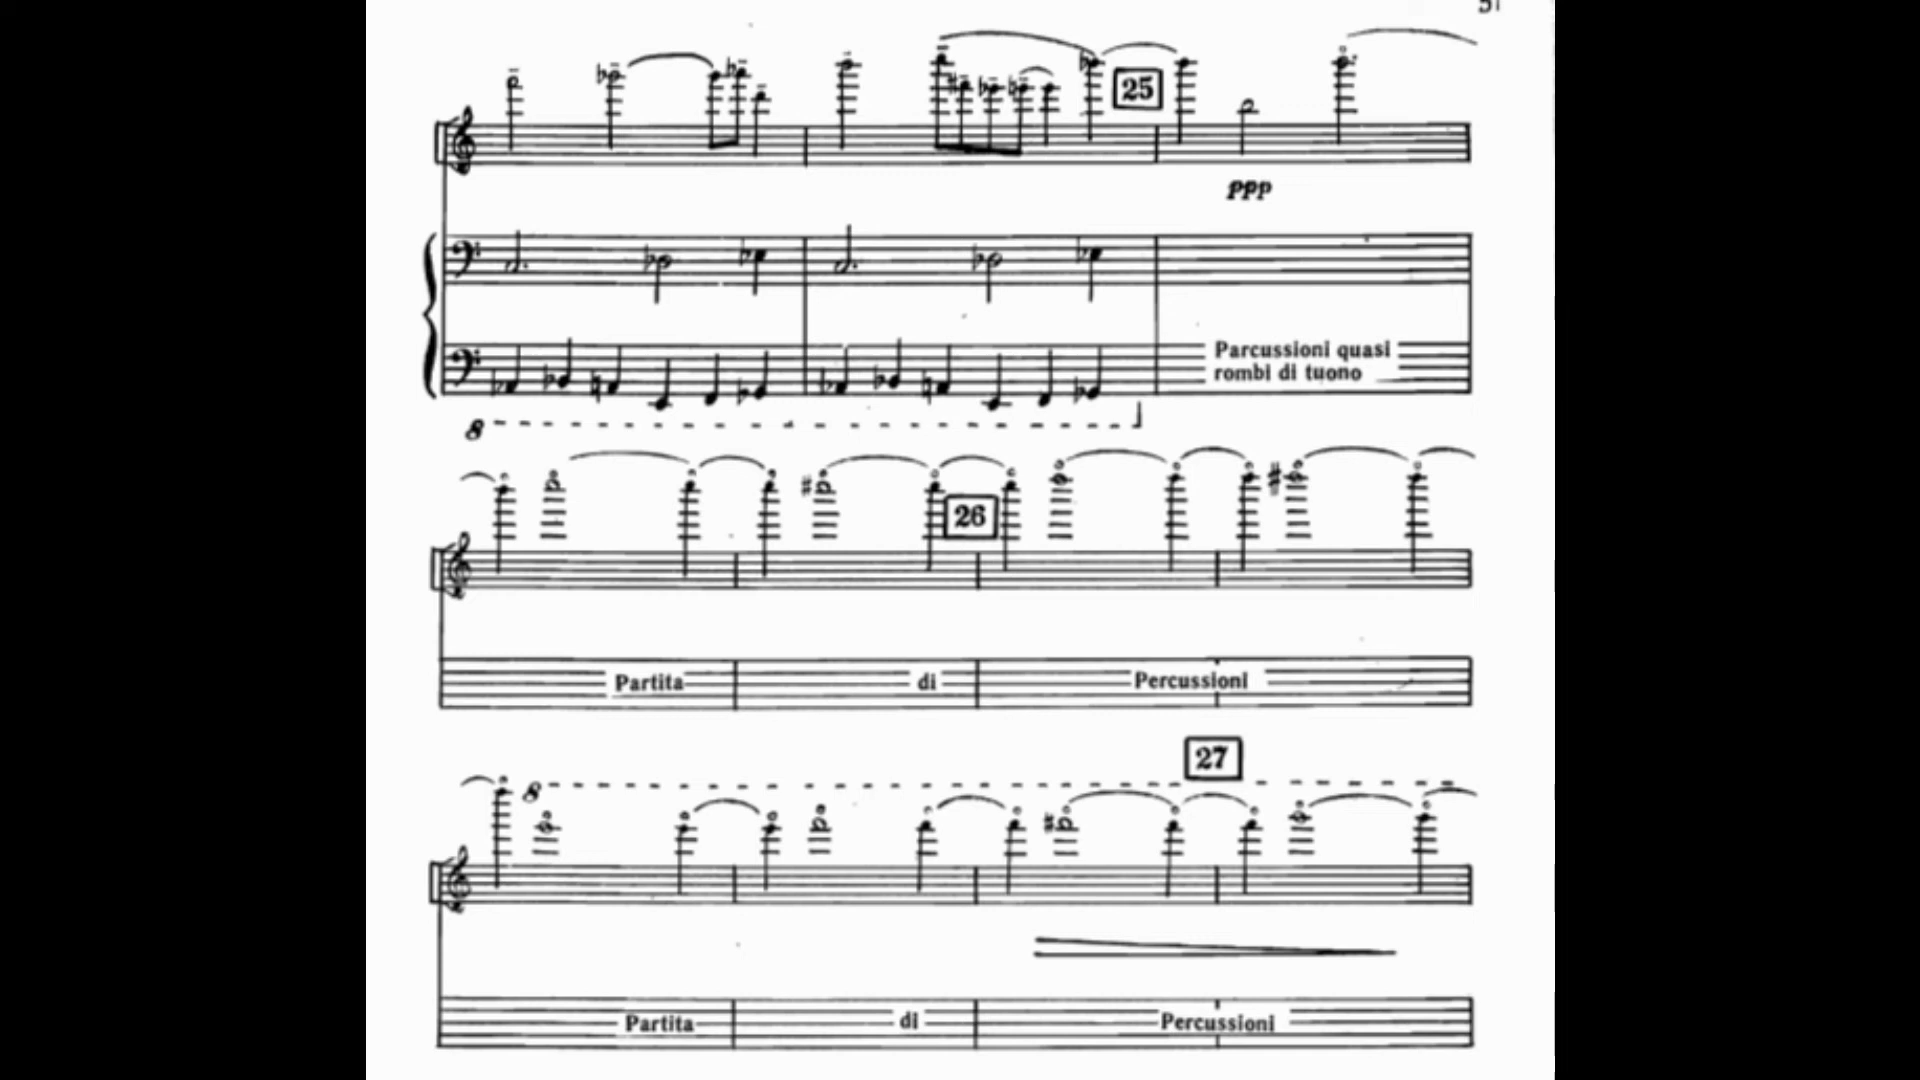 51
25
ppp
Parcussioni quasi
rombi di tuono
8
26
Partita di Percussioni
27
8
Partita di Percussioni